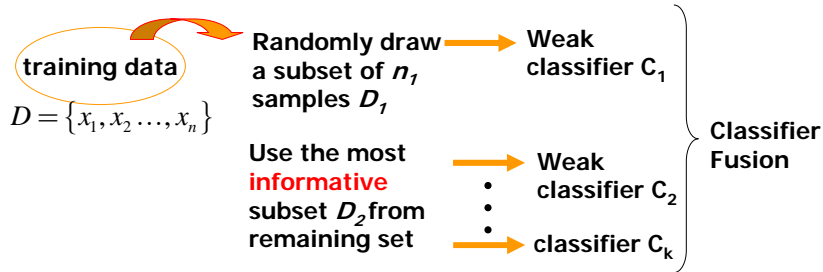 training data
D = {x₁, x₂ …, xₙ}
Randomly draw
a subset of n₁
samples D₁
Weak
classifier C₁
Use the most
informative
subset D₂ from
remaining set
Weak
classifier C₂
classifier Cₖ
Classifier
Fusion